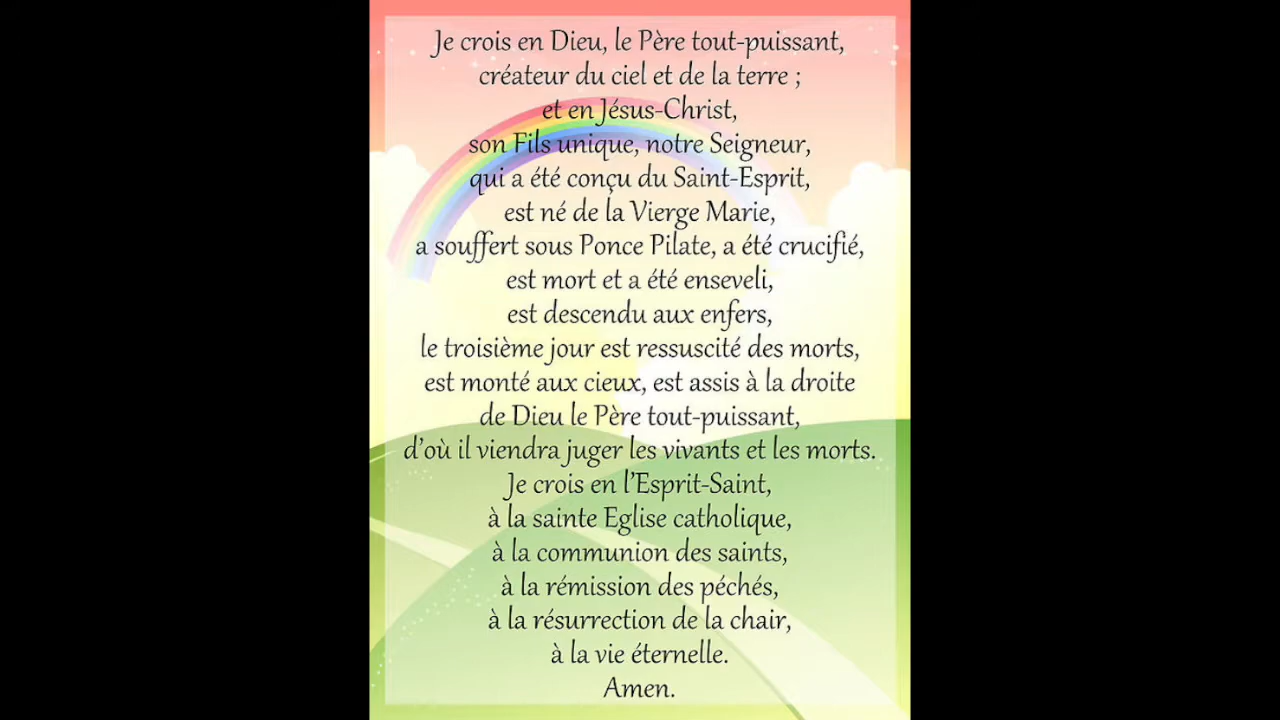 Je crois en Dieu, le Père tout-puissant,
créateur du ciel et de la terre ;
et en Jésus-Christ,
son Fils unique, notre Seigneur,
qui a été conçu du Saint-Esprit,
est né de la Vierge Marie,
a souffert sous Ponce Pilate, a été crucifié,
est mort et a été enseveli,
est descendu aux enfers,
le troisième jour est ressuscité des morts,
est monté aux cieux, est assis à la droite
de Dieu le Père tout-puissant,
d’où il viendra juger les vivants et les morts.
Je crois en l’Esprit-Saint,
à la sainte Eglise catholique,
à la communion des saints,
à la rémission des péchés,
à la résurrection de la chair,
à la vie éternelle.
Amen.